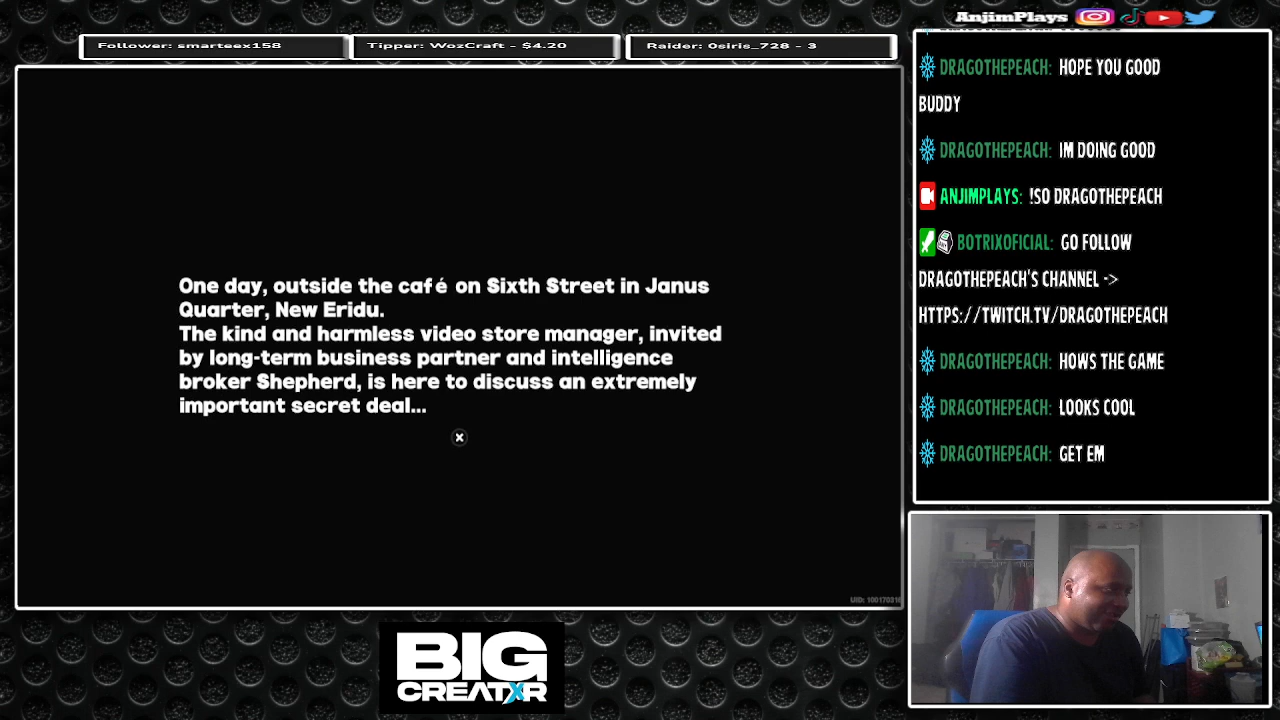 AnjimPlays
Follower: smarteex158
Tipper: WozCraft - $4.20
Raider: Osiris_728 - 3
DRAGOTHEPEACH: HOPE YOU GOOD
BUDDY
DRAGOTHEPEACH: IM DOING GOOD
ANJIMPLAYS: !SO DRAGOTHEPEACH
BOTRIXOFICIAL: GO FOLLOW
DRAGOTHEPEACH'S CHANNEL ->
HTTPS://TWITCH.TV/DRAGOTHEPEACH
DRAGOTHEPEACH: HOWS THE GAME
DRAGOTHEPEACH: LOOKS COOL
DRAGOTHEPEACH: GET EM
One day, outside the café on Sixth Street in Janus
Quarter, New Eridu.
The kind and harmless video store manager, invited
by long-term business partner and intelligence
broker Shepherd, is here to discuss an extremely
important secret deal...
BIG
CREATXR